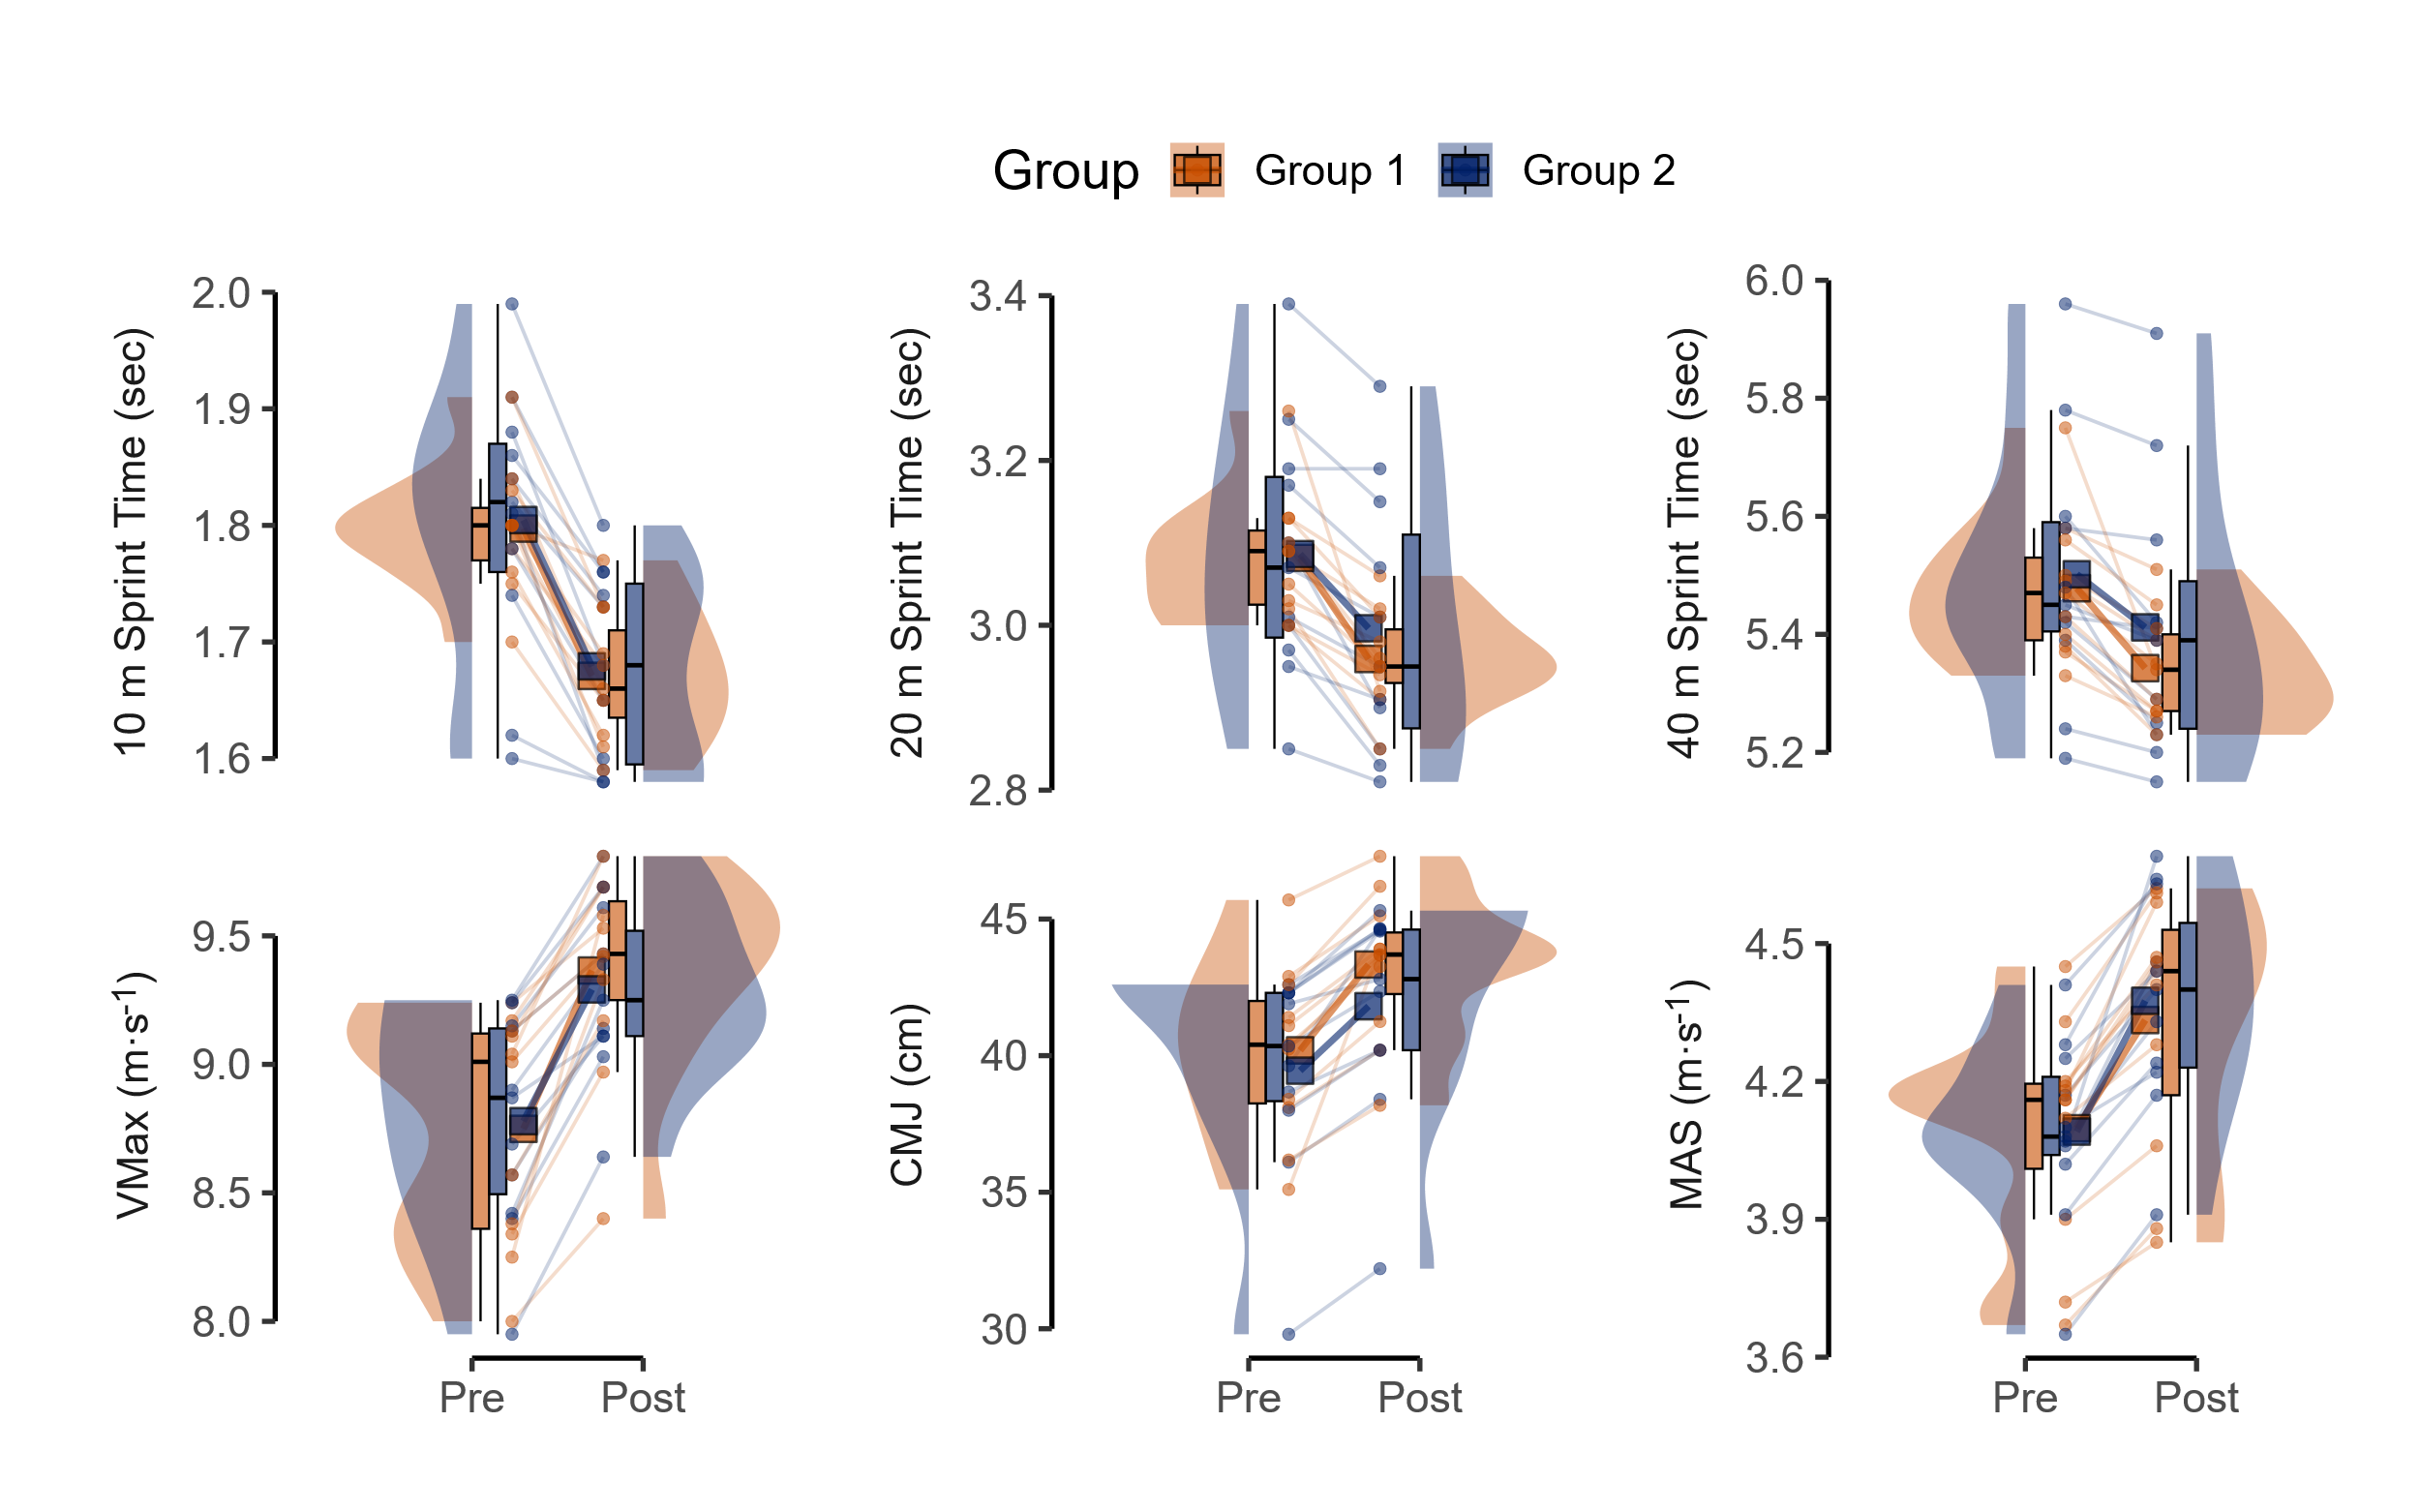 Group Group 1 Group 2
10 m Sprint Time (sec)
2.0
1.9
1.8
1.7
1.6
20 m Sprint Time (sec)
3.4
3.2
3.0
2.8
40 m Sprint Time (sec)
6.0
5.8
5.6
5.4
5.2
VMax (m·s⁻¹)
9.5
9.0
8.5
8.0
Pre Post
CMJ (cm)
45
40
35
30
Pre Post
MAS (m·s⁻¹)
4.5
4.2
3.9
3.6
Pre Post